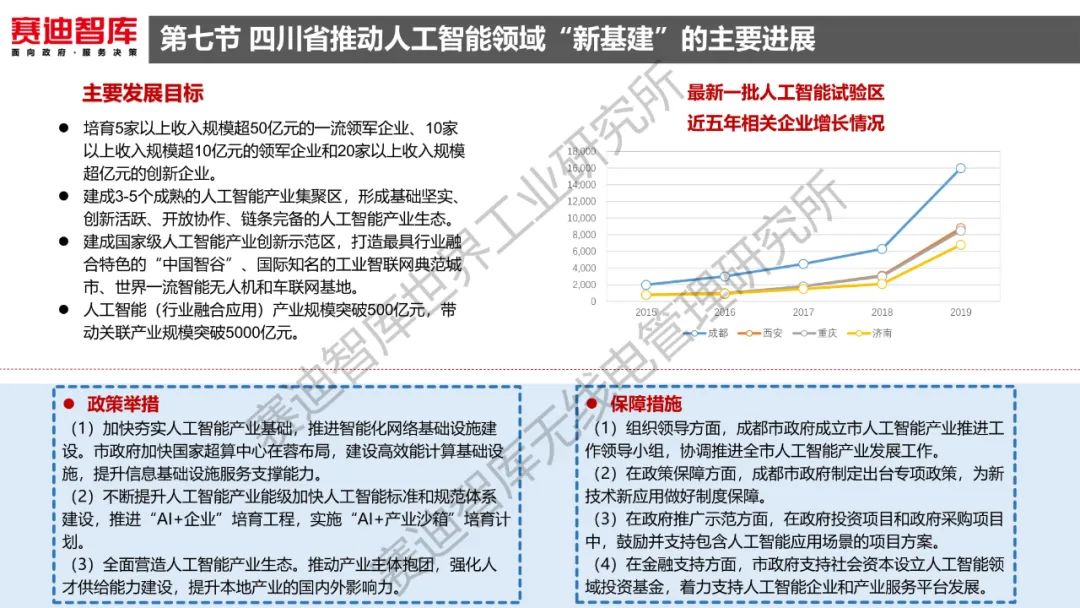 赛迪智库
面向政府·服务决策
第七节 四川省推动人工智能领域“新基建”的主要进展
主要发展目标
● 培育5家以上收入规模超50亿元的一流领军企业、10家
以上收入规模超10亿元的领军企业和20家以上收入规模
超亿元的创新企业。
● 建成3-5个成熟的人工智能产业集聚区，形成基础坚实、
创新活跃、开放协作、链条完备的人工智能产业生态。
● 建成国家级人工智能产业创新示范区，打造最具行业融
合特色的“中国智谷”、国际知名的工业智联网典范城
市、世界一流智能无人机和车联网基地。
● 人工智能（行业融合应用）产业规模突破500亿元，带
动关联产业规模突破5000亿元。
最新一批人工智能试验区
近五年相关企业增长情况
18,000
16,000
14,000
12,000
10,000
8,000
6,000
4,000
2,000
0
2015 2016 2017 2018 2019
成都 西安 重庆 济南
● 政策举措
（1）加快夯实人工智能产业基础，推进智能化网络基础设施建
设。市政府加快国家超算中心在蓉布局，建设高效能计算基础设
施，提升信息基础设施服务支撑能力。
（2）不断提升人工智能产业能级加快人工智能标准和规范体系
建设，推进“AI+企业”培育工程，实施“AI+产业沙箱”培育计
划。
（3）全面营造人工智能产业生态。推动产业主体抱团，强化人
才供给能力建设，提升本地产业的国内外影响力。
● 保障措施
（1）组织领导方面，成都市政府成立市人工智能产业推进工
作领导小组，协调推进全市人工智能产业发展工作。
（2）在政策保障方面，成都市政府制定出台专项政策，为新
技术新应用做好制度保障。
（3）在政府推广示范方面，在政府投资项目和政府采购项目
中，鼓励并支持包含人工智能应用场景的项目方案。
（4）在金融支持方面，市政府支持社会资本设立人工智能领
域投资基金，着力支持人工智能企业和产业服务平台发展。
赛迪智库世界工业研究所
赛迪智库无线电管理研究所